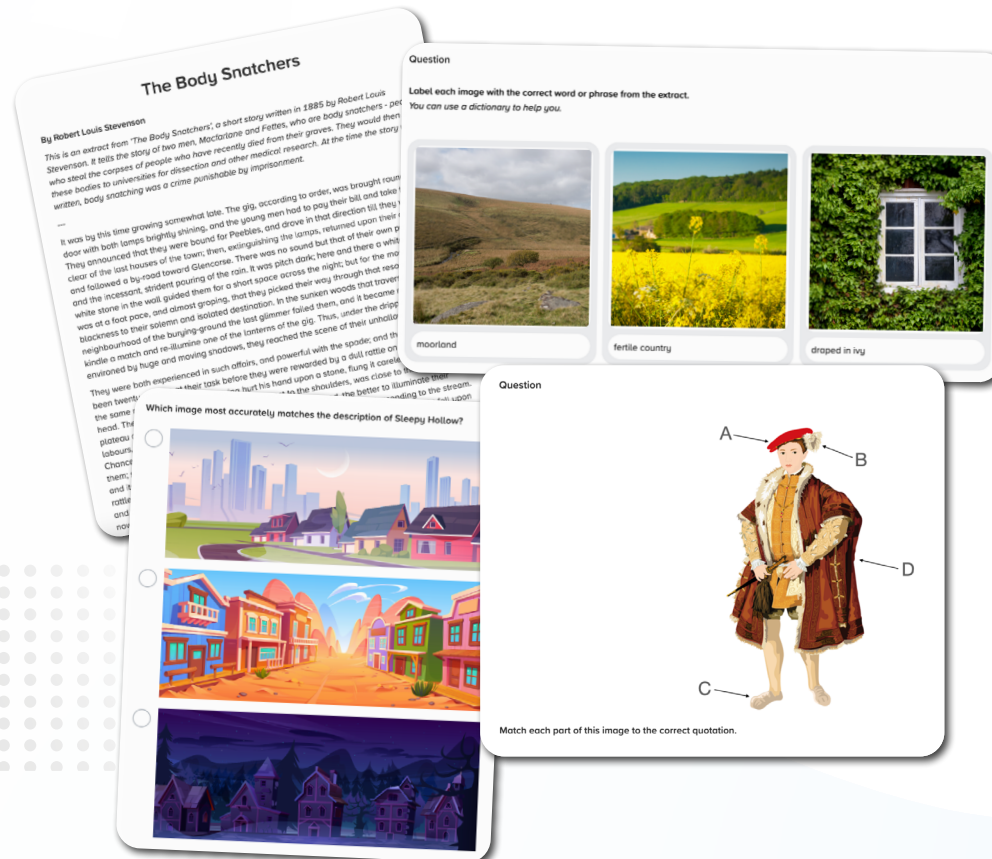 The Body Snatchers
By Robert Louis Stevenson
This is an extract from 'The Body Snatchers', a short story written in 1885 by Robert Louis
Stevenson. It tells the story of two men, Macfarlane and Fettes, who are body snatchers -
who steal the corpses of people who have recently died from their graves. They would then
these bodies to universities for dissection and other medical research. At the time the story
written, body snatching was a crime punishable by imprisonment.
---
It was by this time growing somewhat late. The gig, according to order, was brought
door with both lamps brightly shining, and the young men had to pay their bill and take
They announced that they were bound for Peebles, and drove in that direction till they
clear of the last houses of the town; then, extinguishing the lamps, returned upon their
and followed a by-road toward Glencorse. There was no sound but that of their own
and the incessant, strident pouring of the rain. It was pitch dark; here and there a
white stone in the wall guided them for a short space across the night; but for the
was at a foot pace, and almost groping, that they picked their way through that
blackness to their solemn and isolated destination. In the sunken woods that
neighbourhood of the burying-ground the last glimmer failed them, and it became
kindle a match and re-illumine one of the lanterns of the gig. Thus, under the
environed by huge and moving shadows, they reached the scene of their
They were both experienced in such affairs, and powerful with the spade; and
been their task before they were rewarded by a dull rattle on
the same hurt his hand upon a stone, flung it
head. to the shoulders, was close to
plateau the better to illuminate their
labours, to the stream.
them; upon
and
now
Question
Label each image with the correct word or phrase from the extract.
You can use a dictionary to help you.
moorland
fertile country
draped in ivy
Which image most accurately matches the description of Sleepy Hollow?
Question
A
B
D
C
Match each part of this image to the correct quotation.